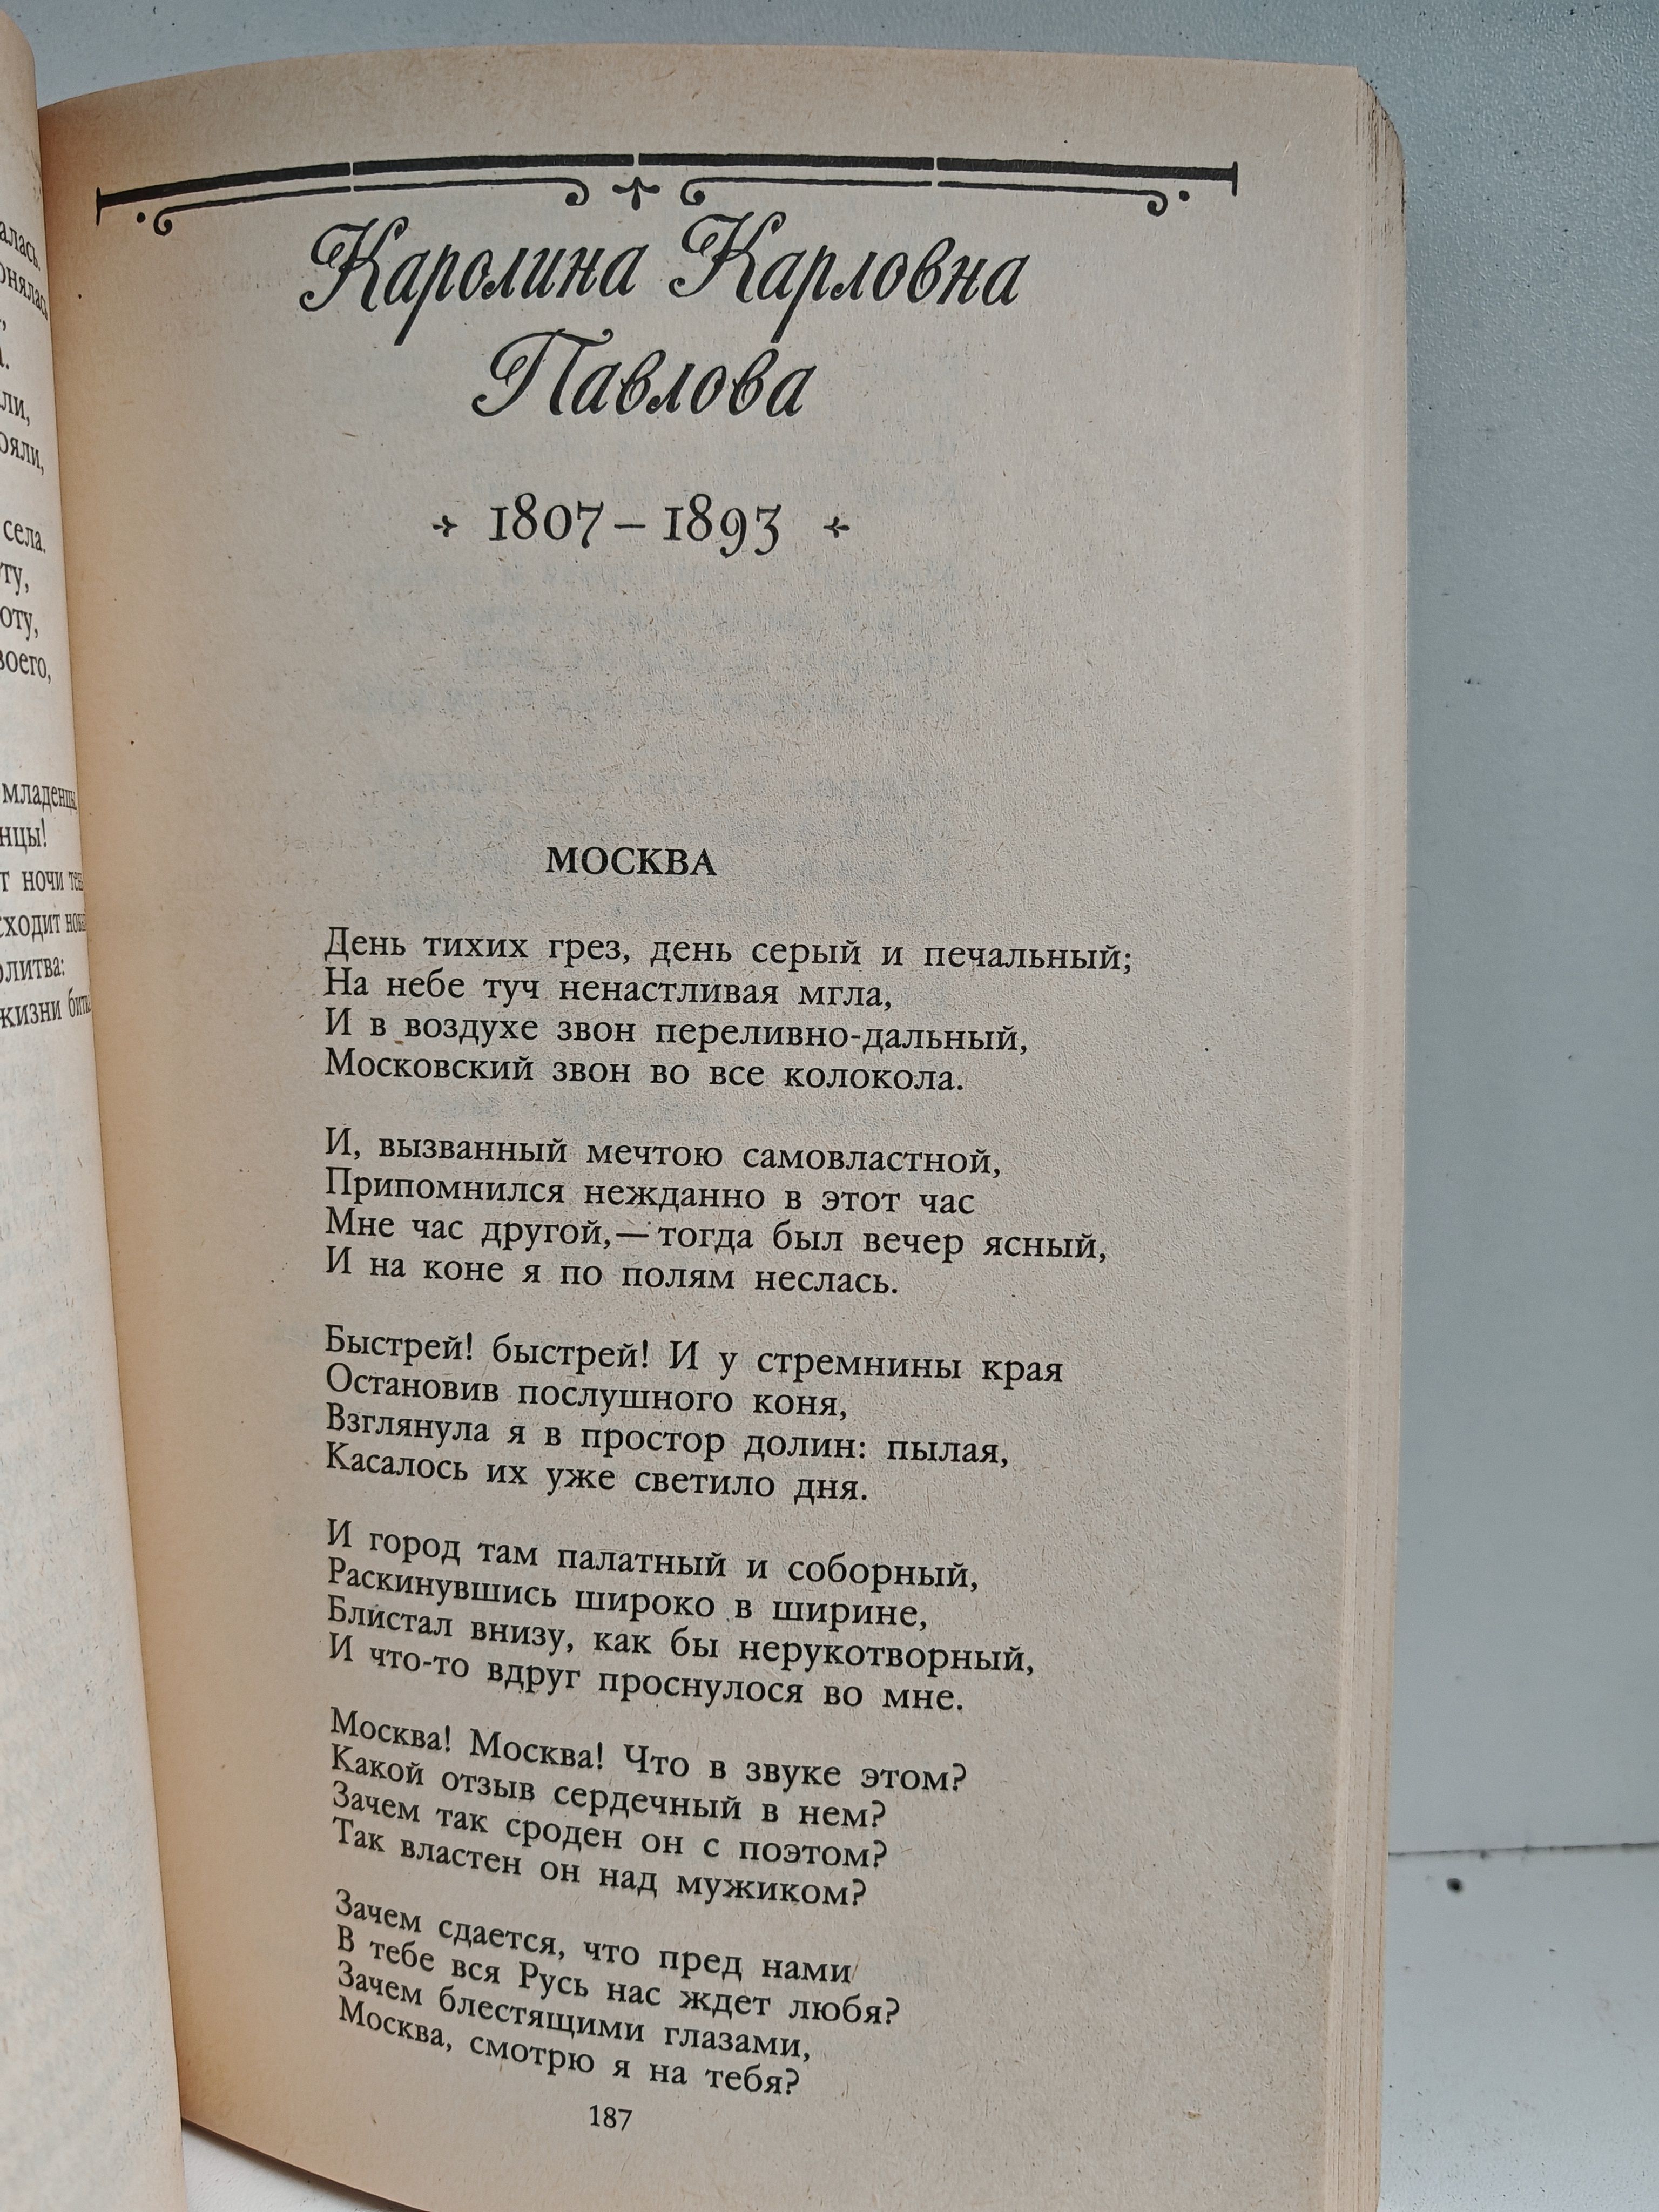 села.
младенцы
ночи
сходит
жизни
Каролина Карловна
Павлова
1807 – 1893
МОСКВА
День тихих грез, день серый и печальный;
На небе туч ненастливая мгла,
И в воздухе звон переливно-дальный,
Московский звон во все колокола.
И, вызванный мечтою самовластной,
Припомнился нежданно в этот час
Мне час другой,— тогда был вечер ясный,
И на коне я по полям неслась.
Быстрей! быстрей! И у стремнины края
Остановив послушного коня,
Взглянула я в простор долин: пылая,
Касалось их уже светило дня.
И город там палатный и соборный,
Раскинувшись широко в ширине,
Блистал внизу, как бы нерукотворный,
И что-то вдруг проснулося во мне.
Москва! Москва! Что в звуке этом?
Какой отзыв сердечный в нем?
Зачем так сроден он с поэтом?
Так властен он над мужиком?
Зачем сдается, что пред нами
В тебе вся Русь нас ждет любя?
Зачем блестящими глазами,
Москва, смотрю я на тебя?
187